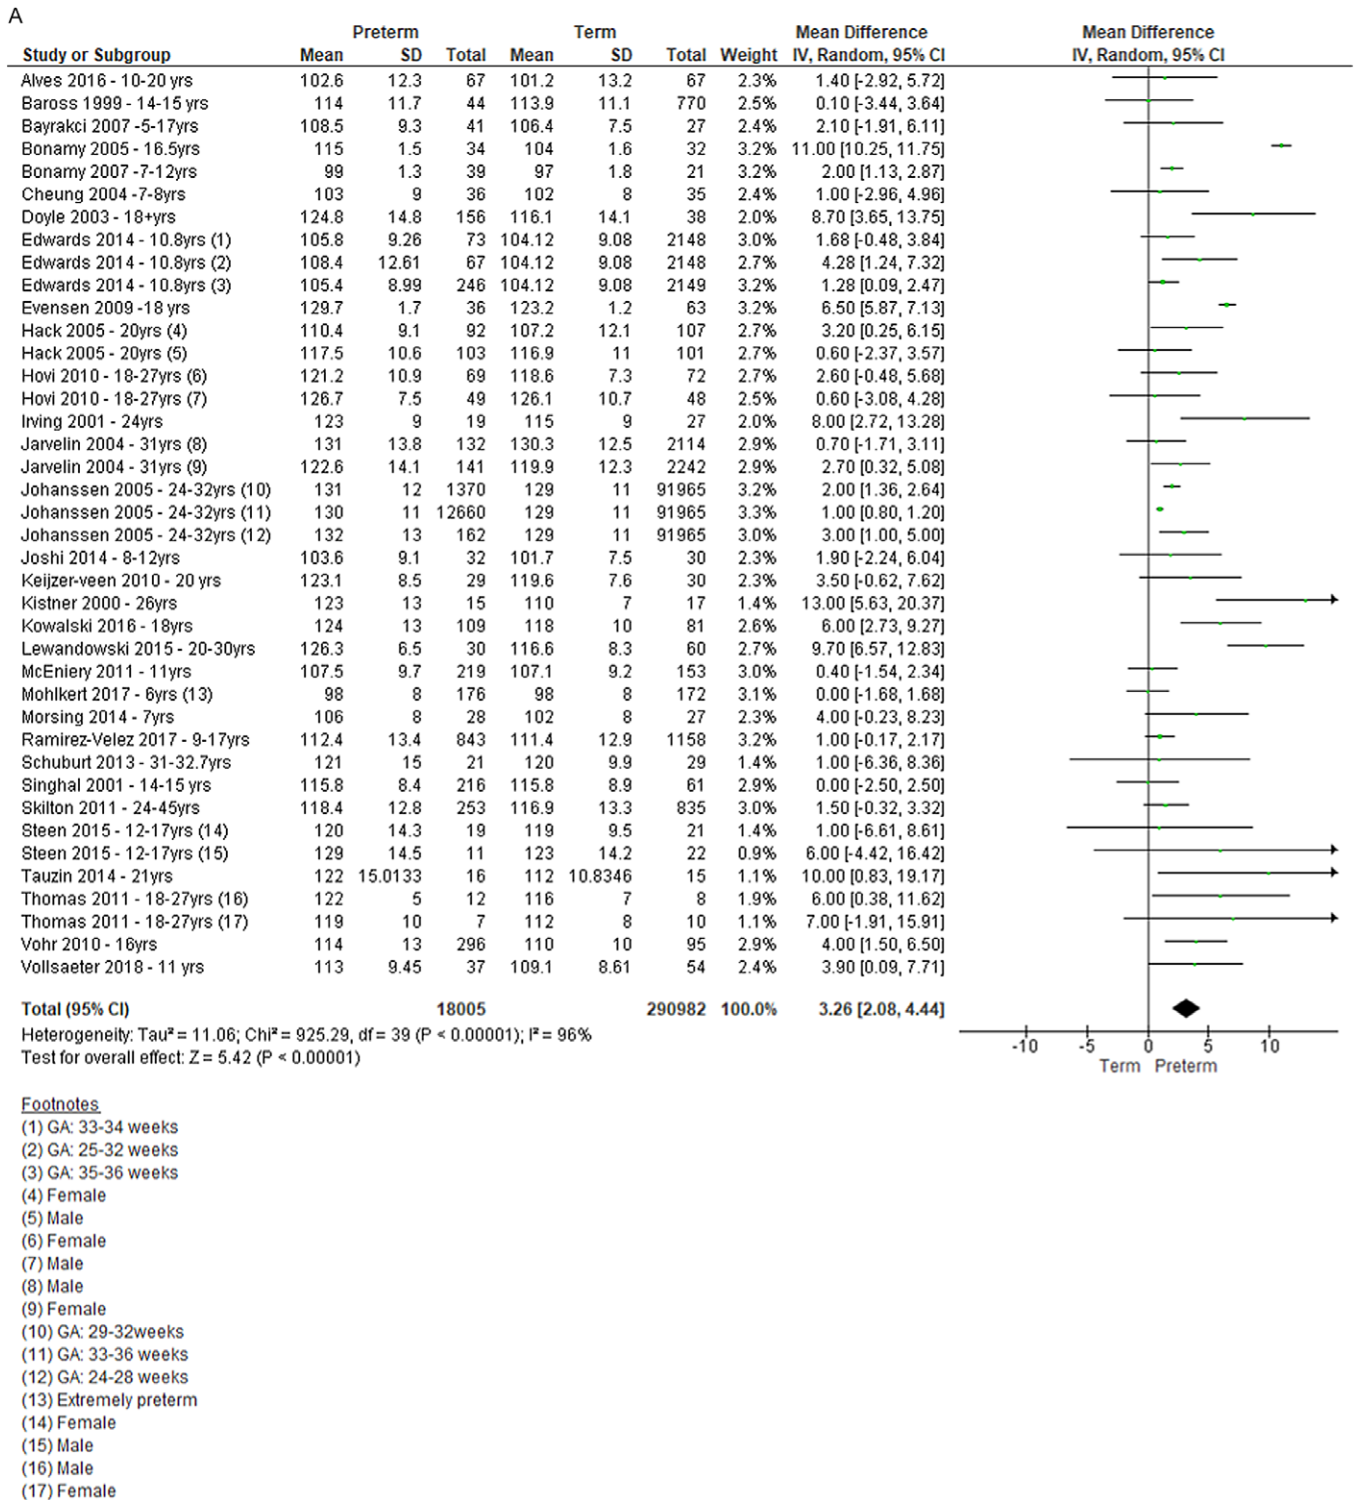 A
Preterm Term Mean Difference Mean Difference
Study or Subgroup Mean SD Total Mean SD Total Weight IV, Random, 95% CI IV, Random, 95% CI
Alves 2016 - 10-20 yrs 102.6 12.3 67 101.2 13.2 67 2.3% 1.40 [-2.92, 5.72]
Baross 1999 - 14-15 yrs 114 11.7 44 113.9 11.1 770 2.5% 0.10 [-3.44, 3.64]
Bayrakci 2007 -5-17yrs 108.5 9.3 41 106.4 7.5 27 2.4% 2.10 [-1.91, 6.11]
Bonamy 2005 - 16.5yrs 115 1.5 34 104 1.6 32 3.2% 11.00 [10.25, 11.75]
Bonamy 2007 -7-12yrs 99 1.3 39 97 1.8 21 3.2% 2.00 [1.13, 2.87]
Cheung 2004 -7-8yrs 103 9 36 102 8 35 2.4% 1.00 [-2.96, 4.96]
Doyle 2003 - 18+yrs 124.8 14.8 156 116.1 14.1 38 2.0% 8.70 [3.65, 13.75]
Edwards 2014 - 10.8yrs (1) 105.8 9.26 73 104.12 9.08 2148 3.0% 1.68 [-0.48, 3.84]
Edwards 2014 - 10.8yrs (2) 108.4 12.61 67 104.12 9.08 2148 2.7% 4.28 [1.24, 7.32]
Edwards 2014 - 10.8yrs (3) 105.4 8.99 246 104.12 9.08 2149 3.2% 1.28 [0.09, 2.47]
Evensen 2009 -18 yrs 129.7 1.7 36 123.2 1.2 63 3.2% 6.50 [5.87, 7.13]
Hack 2005 - 20yrs (4) 110.4 9.1 92 107.2 12.1 107 2.7% 3.20 [0.25, 6.15]
Hack 2005 - 20yrs (5) 117.5 10.6 103 116.9 11 101 2.7% 0.60 [-2.37, 3.57]
Hovi 2010 - 18-27yrs (6) 121.2 10.9 69 118.6 7.3 72 2.7% 2.60 [-0.48, 5.68]
Hovi 2010 - 18-27yrs (7) 126.7 7.5 49 126.1 10.7 48 2.5% 0.60 [-3.08, 4.28]
Irving 2001 - 24yrs 123 9 19 115 9 27 2.0% 8.00 [2.72, 13.28]
Jarvelin 2004 - 31yrs (8) 131 13.8 132 130.3 12.5 2114 2.9% 0.70 [-1.71, 3.11]
Jarvelin 2004 - 31yrs (9) 122.6 14.1 141 119.9 12.3 2242 2.9% 2.70 [0.32, 5.08]
Johanssen 2005 - 24-32yrs (10) 131 12 1370 129 11 91965 3.2% 2.00 [1.36, 2.64]
Johanssen 2005 - 24-32yrs (11) 130 11 12660 129 11 91965 3.3% 1.00 [0.80, 1.20]
Johanssen 2005 - 24-32yrs (12) 132 13 162 129 11 91965 3.0% 3.00 [1.00, 5.00]
Joshi 2014 - 8-12yrs 103.6 9.1 32 101.7 7.5 30 2.3% 1.90 [-2.24, 6.04]
Keijzer-veen 2010 - 20 yrs 123.1 8.5 29 119.6 7.6 30 2.3% 3.50 [-0.62, 7.62]
Kistner 2000 - 26yrs 123 13 15 110 7 17 1.4% 13.00 [5.63, 20.37]
Kowalski 2016 - 18yrs 124 13 109 118 10 81 2.6% 6.00 [2.73, 9.27]
Lewandowski 2015 - 20-30yrs 126.3 6.5 30 116.6 8.3 60 2.7% 9.70 [6.57, 12.83]
McEniery 2011 - 11yrs 107.5 9.7 219 107.1 9.2 153 3.0% 0.40 [-1.54, 2.34]
Mohlkert 2017 - 6yrs (13) 98 8 176 98 8 172 3.1% 0.00 [-1.68, 1.68]
Morsing 2014 - 7yrs 106 8 28 102 8 27 2.3% 4.00 [-0.23, 8.23]
Ramirez-Velez 2017 - 9-17yrs 112.4 13.4 843 111.4 12.9 1158 3.2% 1.00 [-0.17, 2.17]
Schuburt 2013 - 31-32.7yrs 121 15 21 120 9.9 29 1.4% 1.00 [-6.36, 8.36]
Singhal 2001 - 14-15 yrs 115.8 8.4 216 115.8 8.9 61 2.9% 0.00 [-2.50, 2.50]
Skilton 2011 - 24-45yrs 118.4 12.8 253 116.9 13.3 835 3.0% 1.50 [-0.32, 3.32]
Steen 2015 - 12-17yrs (14) 120 14.3 19 119 9.5 21 1.4% 1.00 [-6.61, 8.61]
Steen 2015 - 12-17yrs (15) 129 14.5 11 123 14.2 22 0.9% 6.00 [-4.42, 16.42]
Tauzin 2014 - 21yrs 122 15.0133 16 112 10.8346 15 1.1% 10.00 [0.83, 19.17]
Thomas 2011 - 18-27yrs (16) 122 5 12 116 7 8 1.9% 6.00 [0.38, 11.62]
Thomas 2011 - 18-27yrs (17) 119 10 7 112 8 10 1.1% 7.00 [-1.91, 15.91]
Vohr 2010 - 16yrs 114 13 296 110 10 95 2.9% 4.00 [1.50, 6.50]
Vollsaeter 2018 - 11 yrs 113 9.45 37 109.1 8.61 54 2.4% 3.90 [0.09, 7.71]
Total (95% CI) 18005 290982 100.0% 3.26 [2.08, 4.44]
Heterogeneity: Tau² = 11.06; Chi² = 925.29, df = 39 (P < 0.00001); I² = 96%
Test for overall effect: Z = 5.42 (P < 0.00001)
-10 -5 0 5 10
Term Preterm
Footnotes
(1) GA: 33-34 weeks
(2) GA: 25-32 weeks
(3) GA: 35-36 weeks
(4) Female
(5) Male
(6) Female
(7) Male
(8) Male
(9) Female
(10) GA: 29-32weeks
(11) GA: 33-36 weeks
(12) GA: 24-28 weeks
(13) Extremely preterm
(14) Female
(15) Male
(16) Male
(17) Female